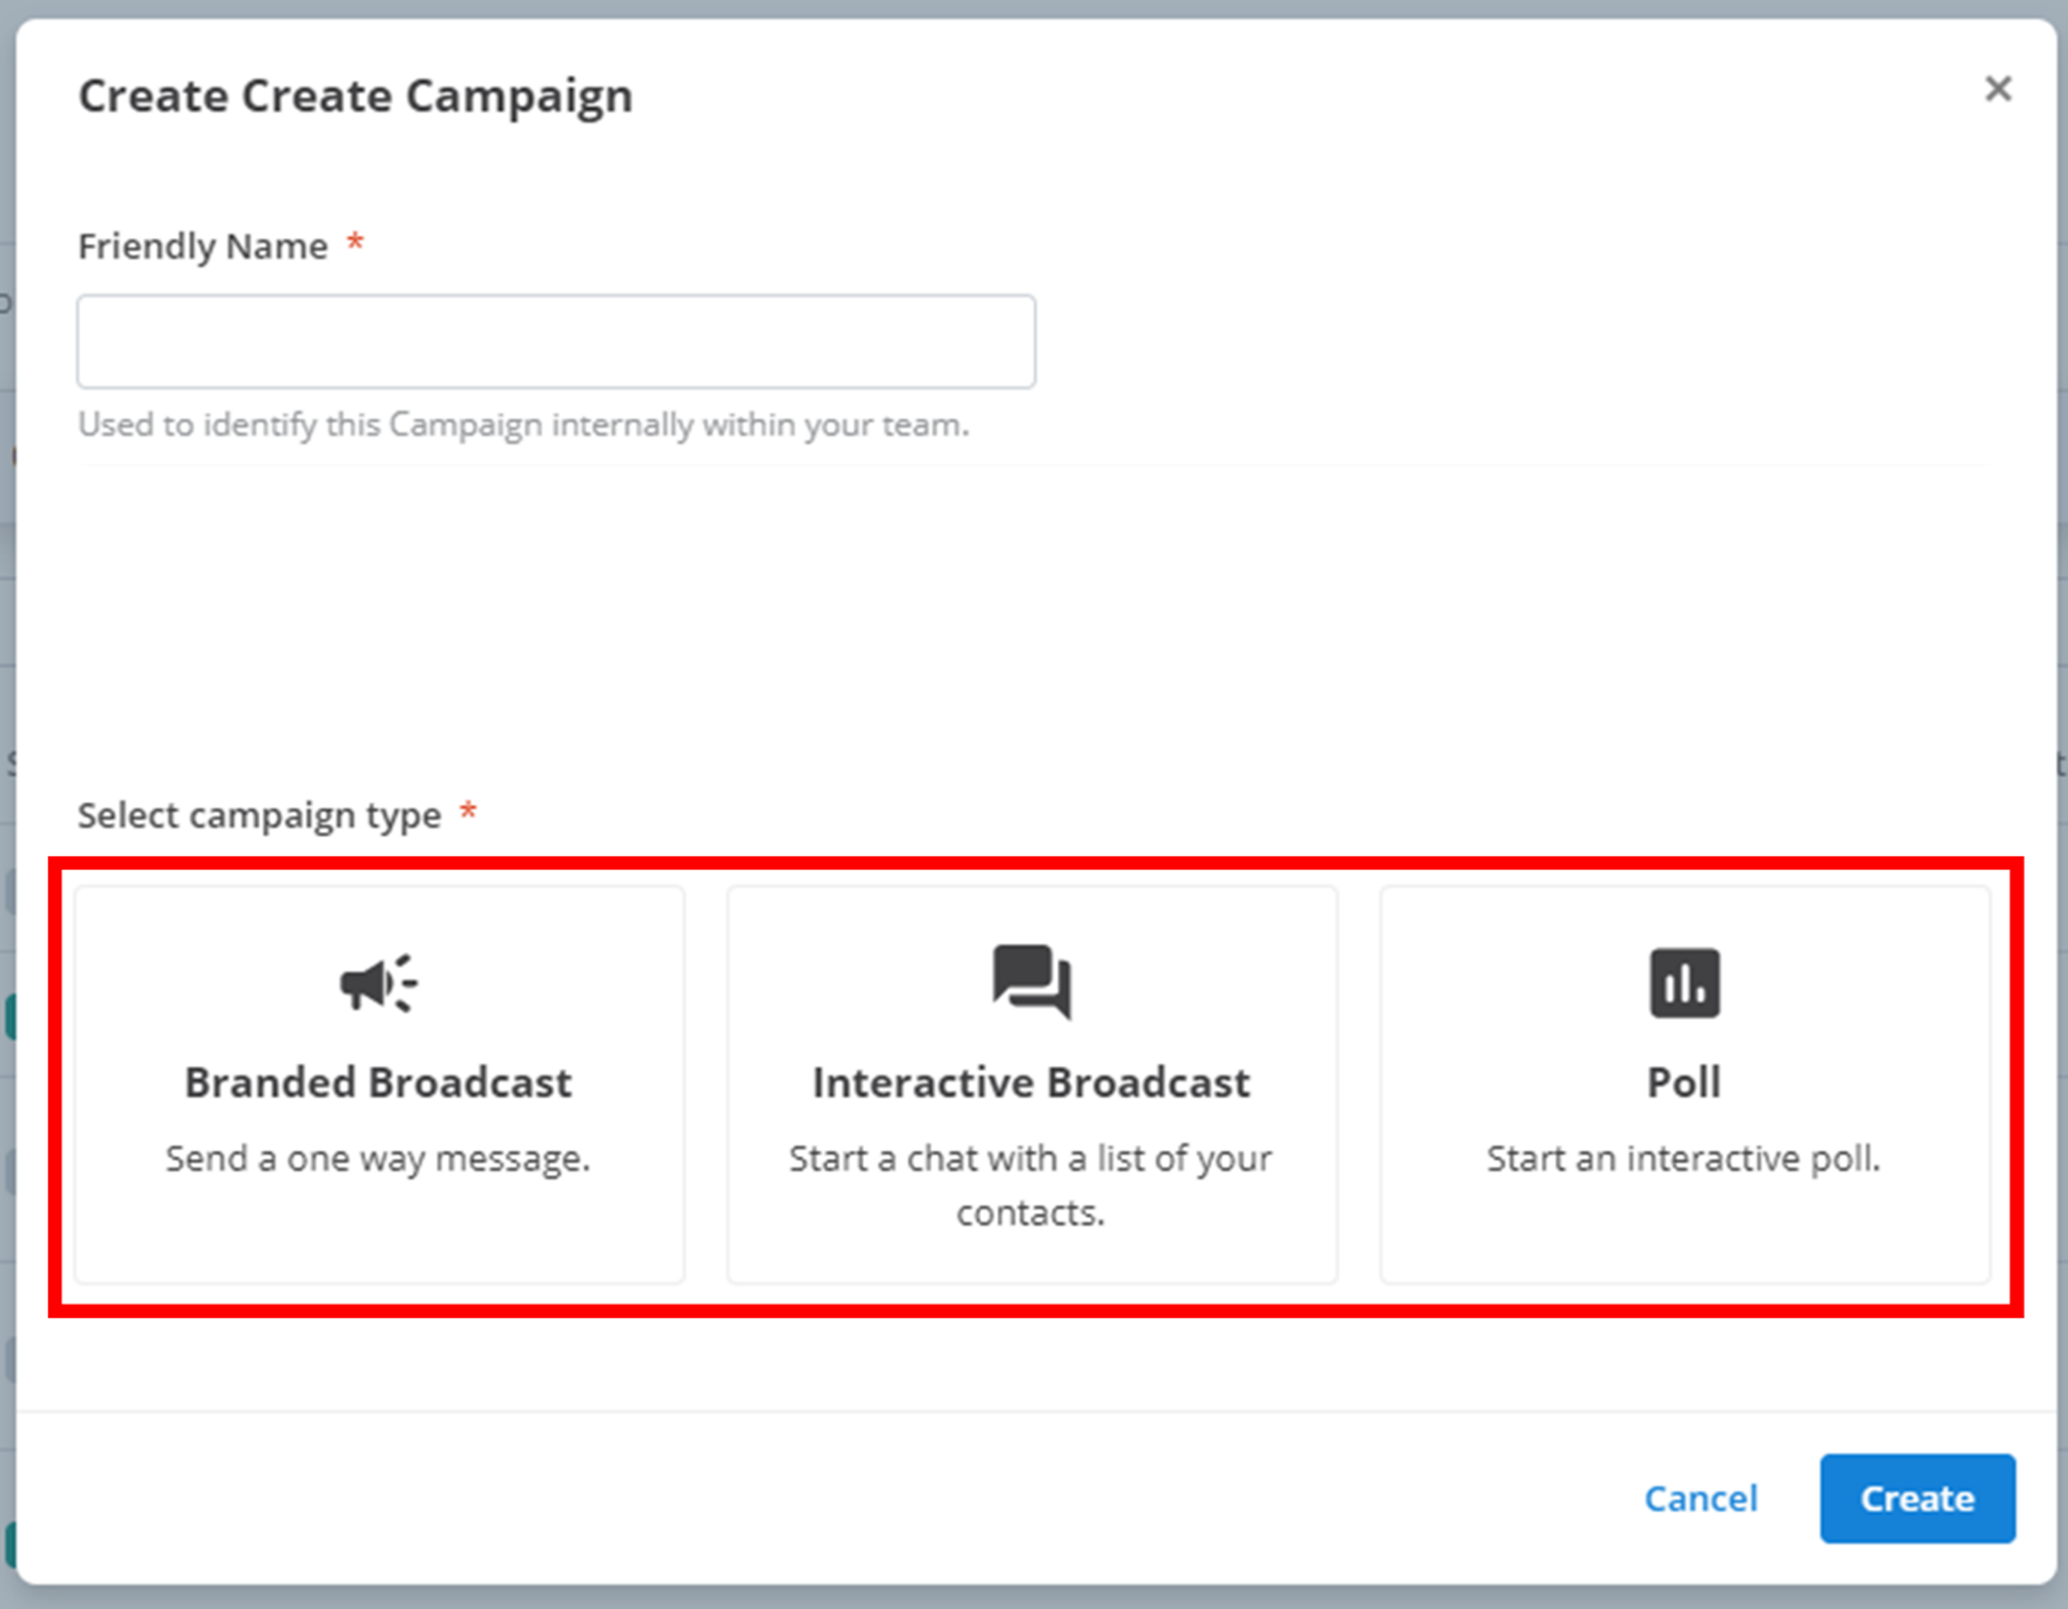 Create Create Campaign
Friendly Name *
Used to identify this Campaign internally within your team.
Select campaign type *
Branded Broadcast
Send a one way message.
Interactive Broadcast
Start a chat with a list of your
contacts.
Poll
Start an interactive poll.
Cancel
Create